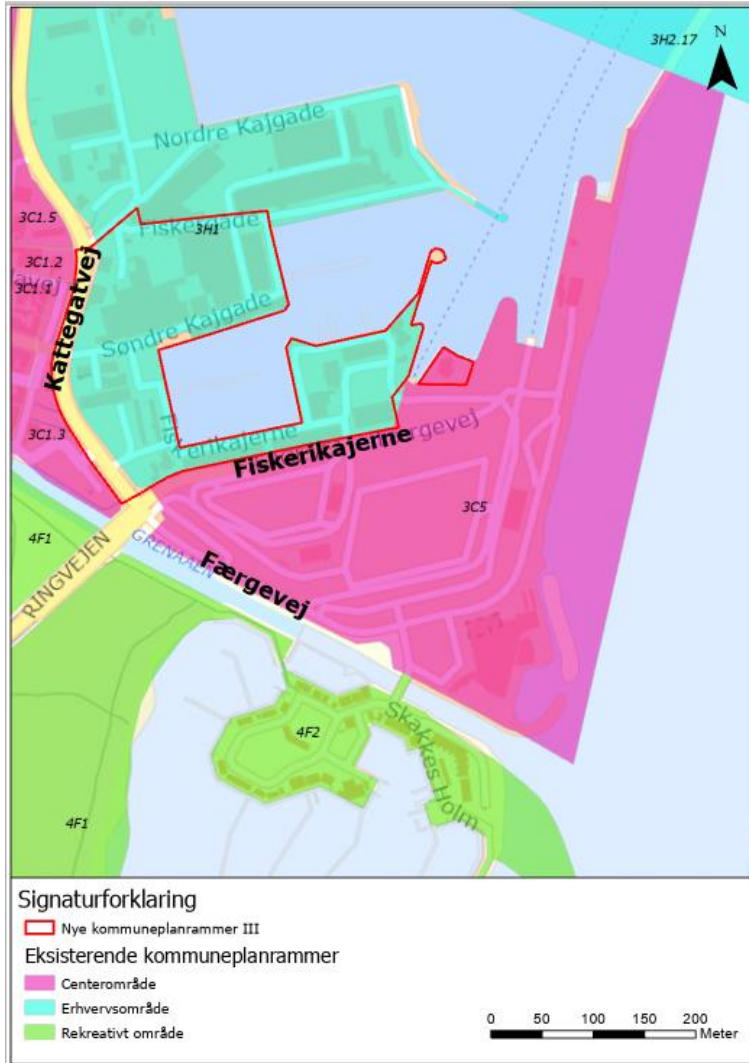 3H2.17
N
Nordre Kajgade
3C1.5
Fiskergade
3H1
3C1.2
3C1.1
Kattegatvej
Søndre Kajgade
Fiskerikajerne
Færgevej
Fiskerikajerne
3C1.3
3C5
4F1
GRENAAEN
RINGVEJEN
Færgevej
4F2
Skakkes Holm
4F1
Signaturforklaring
Nye kommuneplanrammer III
Eksisterende kommuneplanrammer
Centerområde
Erhvervsområde
Rekreativt område
0 50 100 150 200
Meter